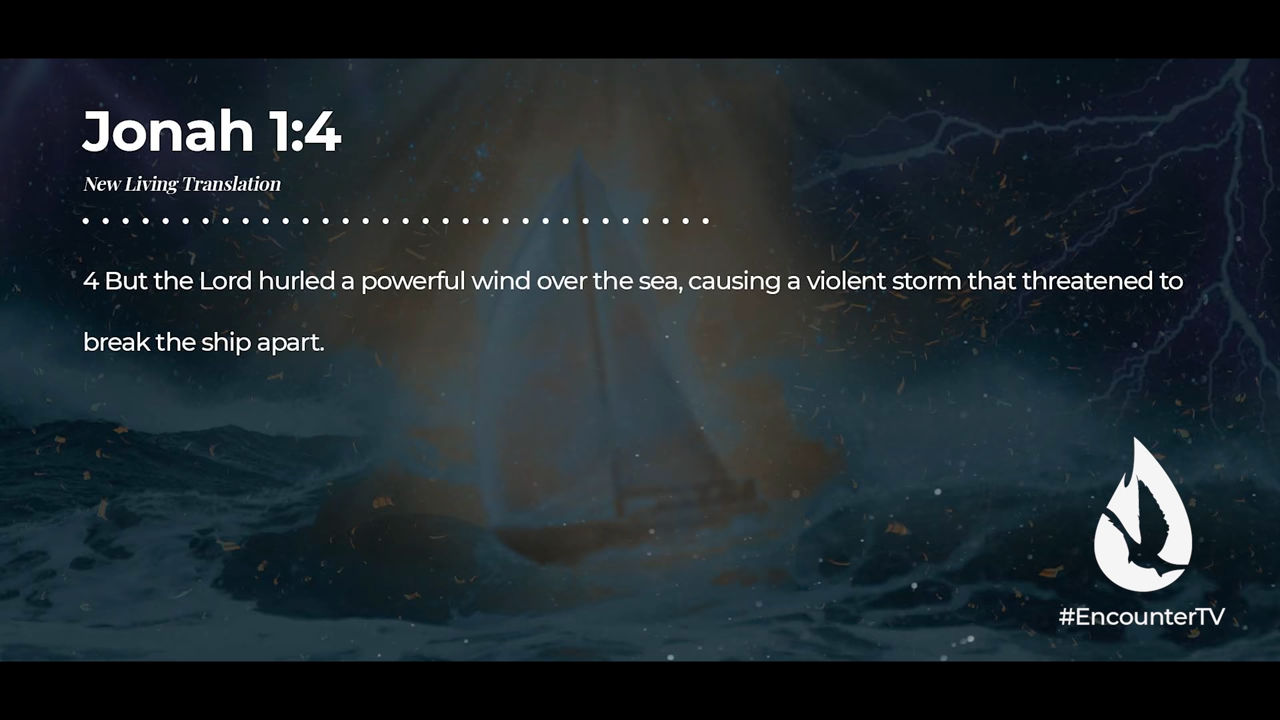 Jonah 1:4
New Living Translation
4 But the Lord hurled a powerful wind over the sea, causing a violent storm that threatened to
break the ship apart.
#EncounterTV